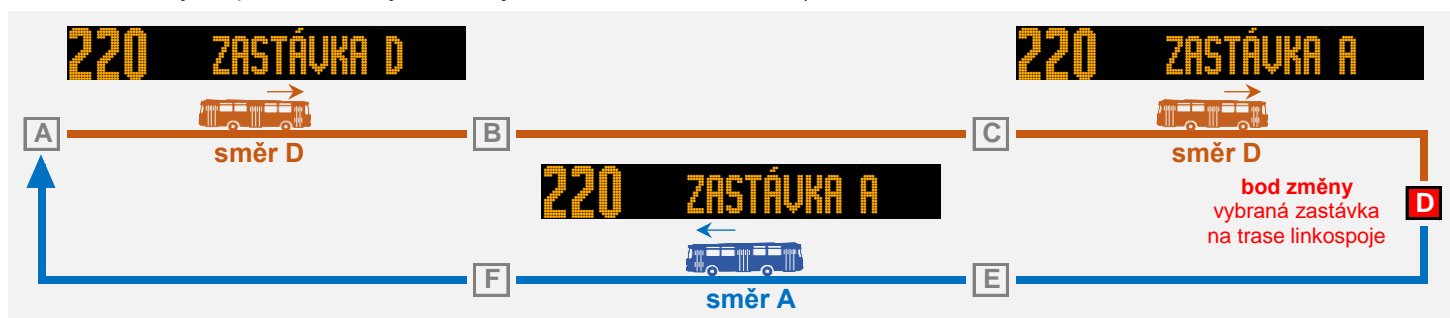 220 ZASTÁVKA D
220 ZASTÁVKA A
A
B
C
směr D
směr D
220 ZASTÁVKA A
bod změny
vybraná zastávka
na trase linkospoje
D
F
E
směr A